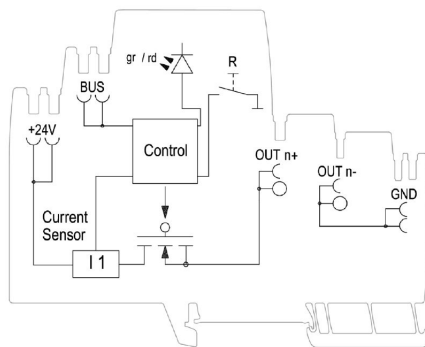 gr / rd
R
BUS
+24V
Control
OUT n+
OUT n-
GND
Current
Sensor
I 1